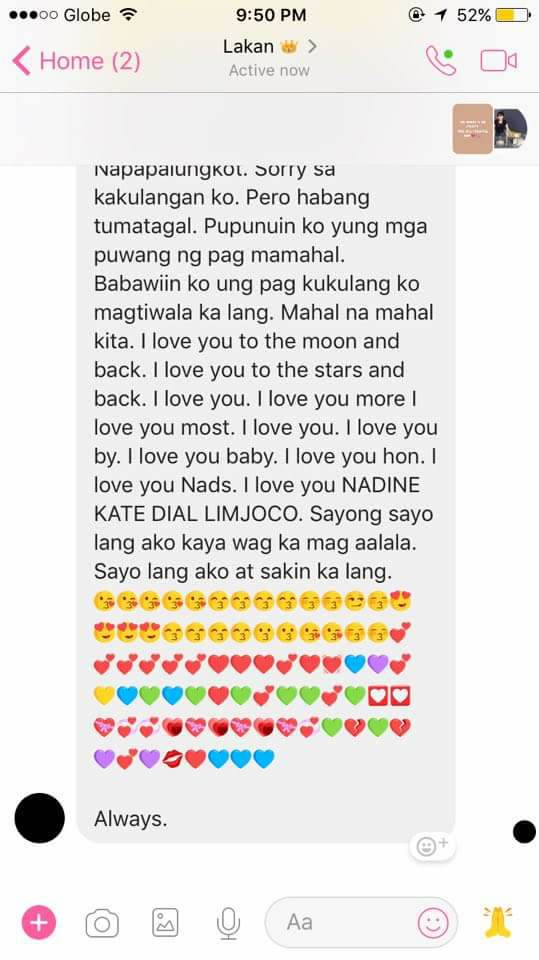 Globe
9:50 PM
52%
Home (2)
Lakan 👑
Active now
Napapalungkot. Sorry sa
kakulangan ko. Pero habang
tumatagal. Pupunuin ko yung mga
puwang ng pag mamahal.
Babawiin ko ung pag kukulang ko
magtiwala ka lang. Mahal na mahal
kita. I love you to the moon and
back. I love you to the stars and
back. I love you. I love you more I
love you most. I love you. I love you
by. I love you baby. I love you hon. I
love you Nads. I love you NADINE
KATE DIAL LIMJOCO. Sayong sayo
lang ako kaya wag ka mag aalala.
Sayo lang ako at sakin ka lang.
Always.
Aa